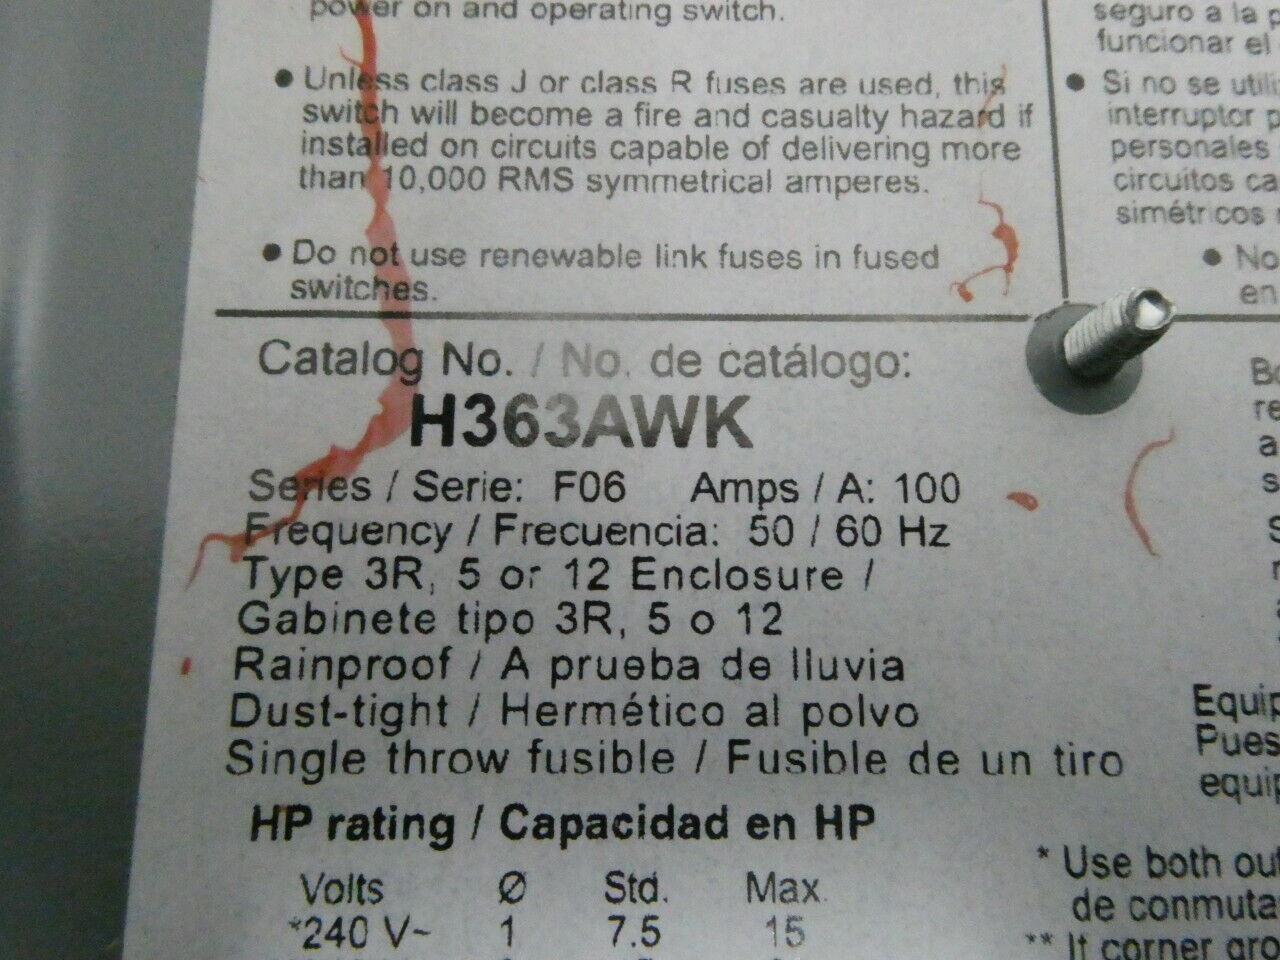 power on and operating switch.
• Unless class J or class R fuses are used, this
switch will become a fire and casualty hazard if
installed on circuits capable of delivering more
than 10,000 RMS symmetrical amperes.
• Do not use renewable link fuses in fused
switches.
seguro a la p
funcionar el
• Si no se utili
interruptor p
personales
circuitos ca
simétricos
• No
en
Catalog No. / No. de catálogo:
H363AWK
Series / Serie: F06 Amps / A: 100
Frequency / Frecuencia: 50 / 60 Hz
Type 3R, 5 or 12 Enclosure /
Gabinete tipo 3R, 5 o 12
Rainproof / A prueba de lluvia
Dust-tight / Hermético al polvo
Single throw fusible / Fusible de un tiro
HP rating / Capacidad en HP
Volts Ø Std. Max.
*240 V~ 1 7.5 15
re
a
Equip
Pues
equip
* Use both out
de conmuta
** If corner gro